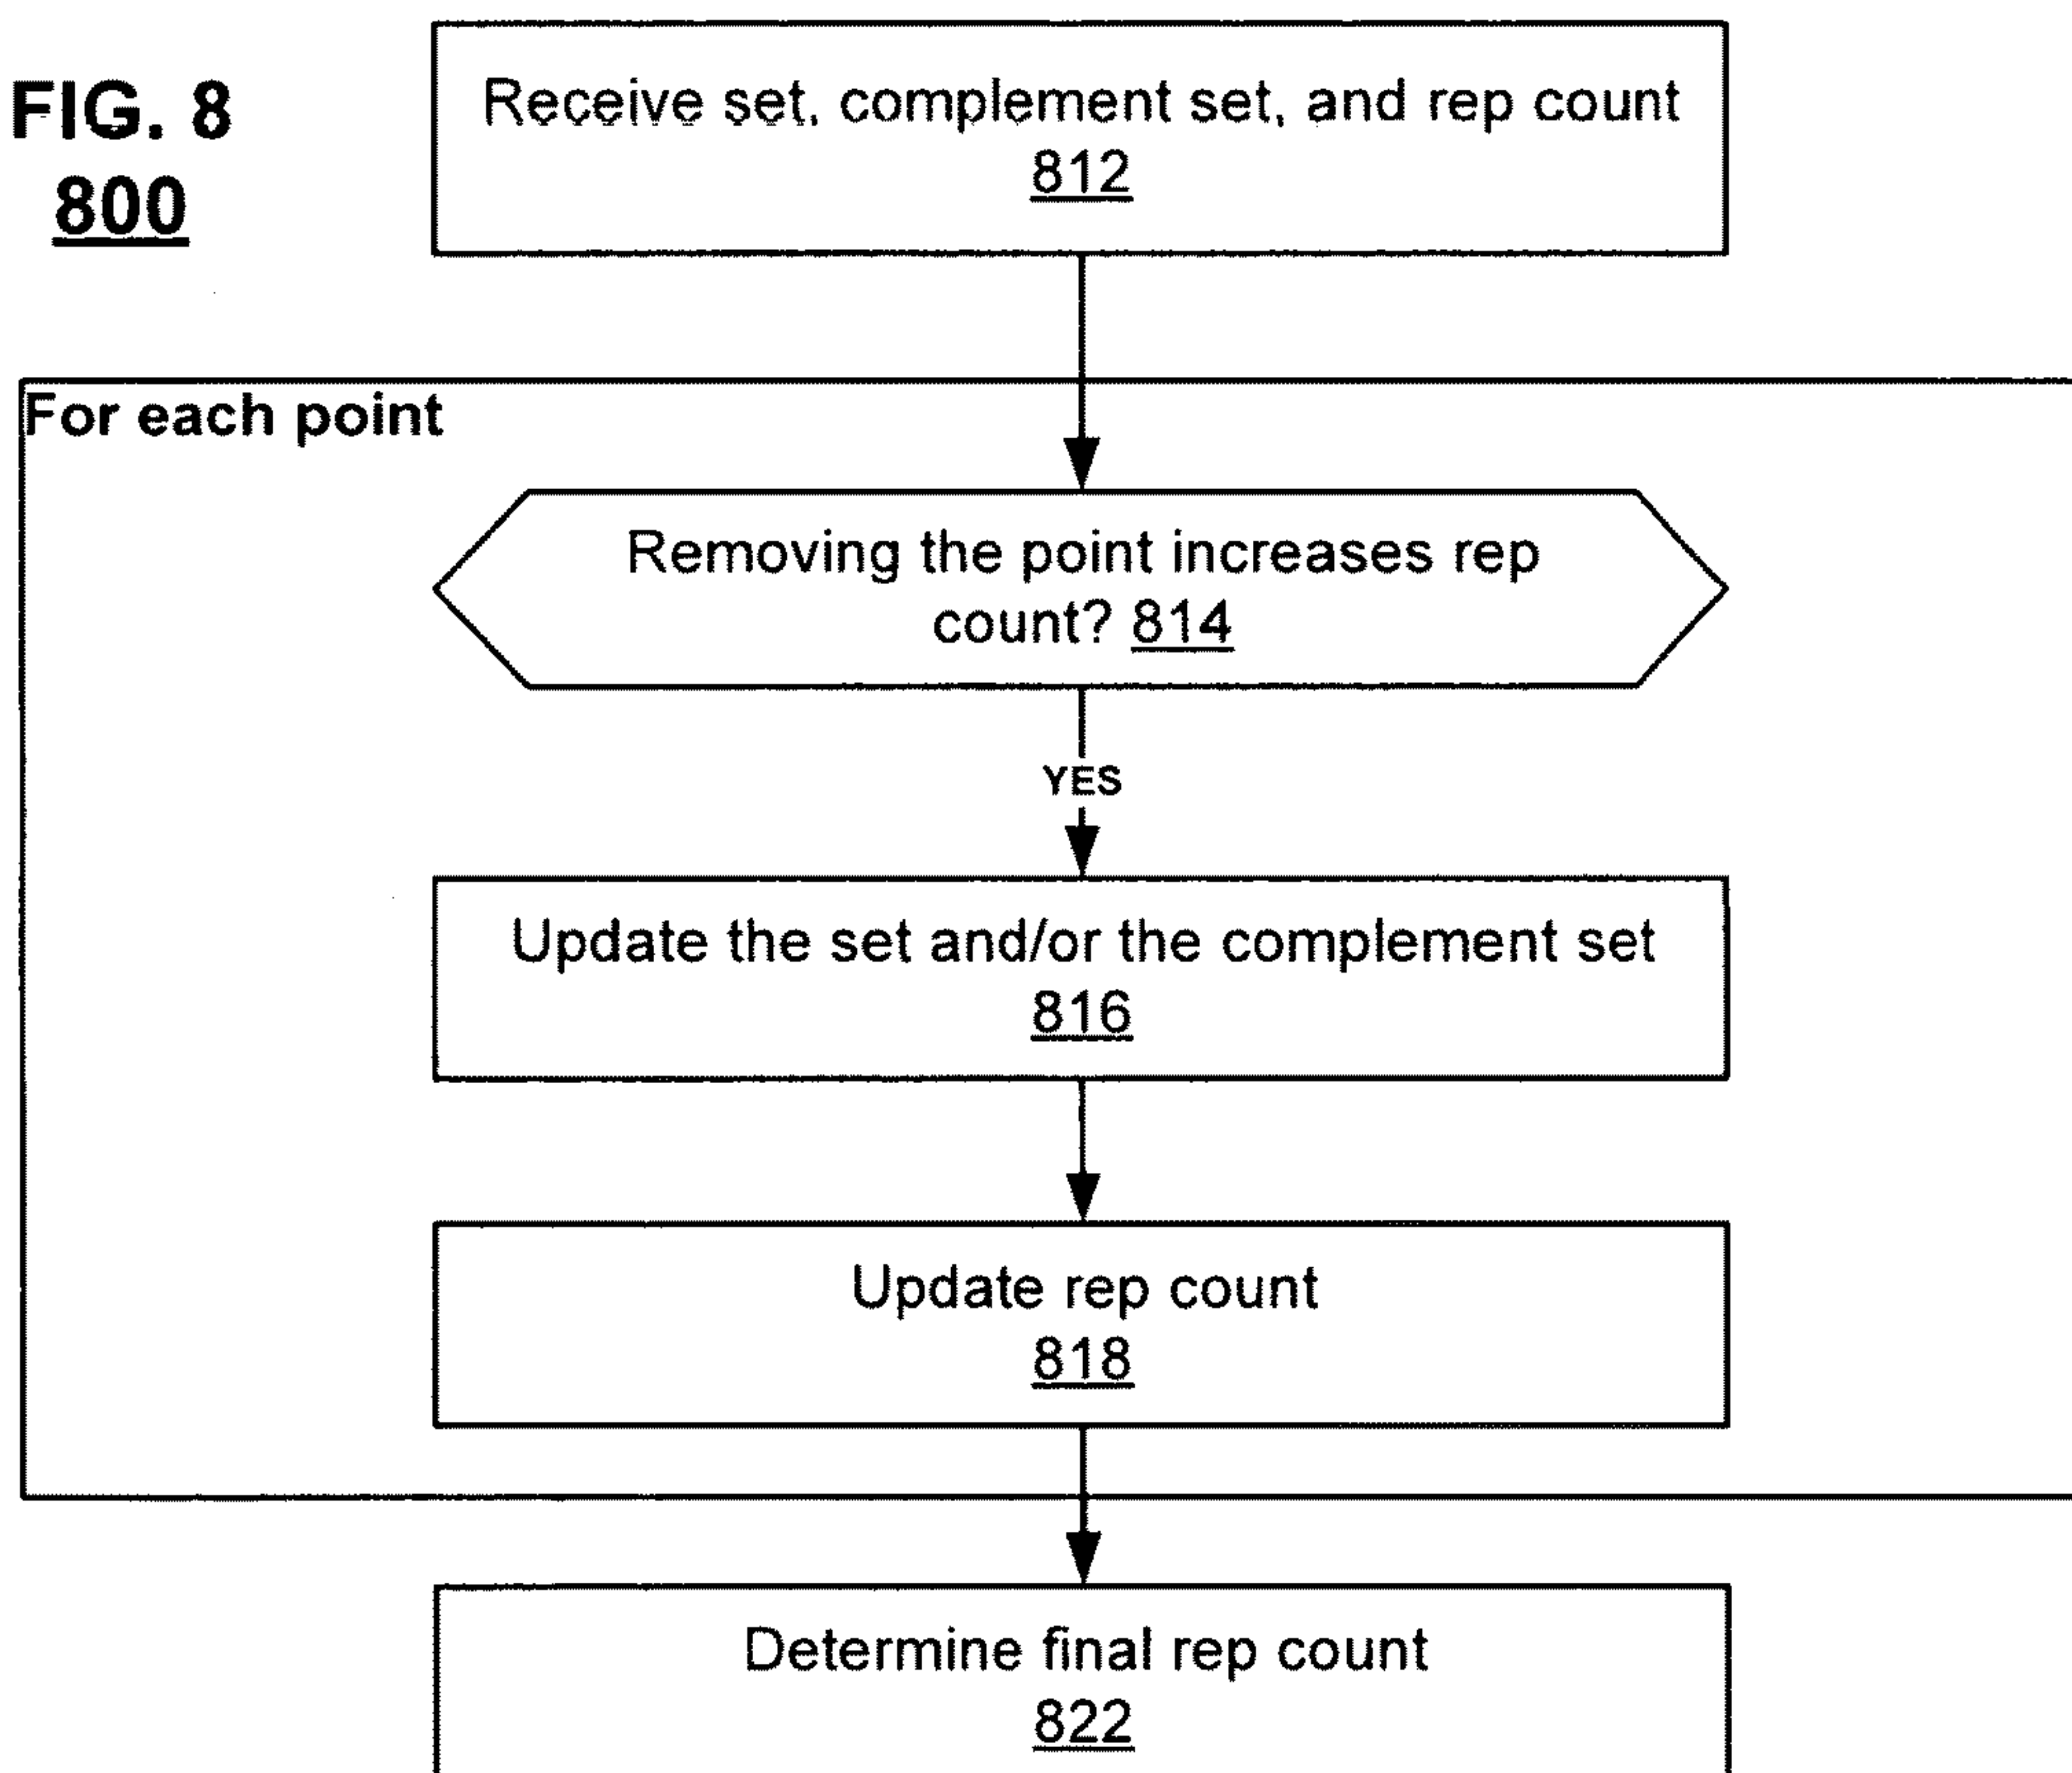 FIG. 8
800
Receive set, complement set, and rep count
812
For each point
Removing the point increases rep
count? 814
YES
Update the set and/or the complement set
816
Update rep count
818
Determine final rep count
822